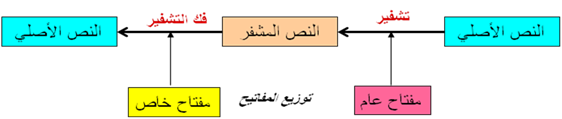 تشفير
فك التشفير
النص الأصلي
النص المشفر
النص الأصلي
مفتاح عام
توزيع المفاتيح
مفتاح خاص